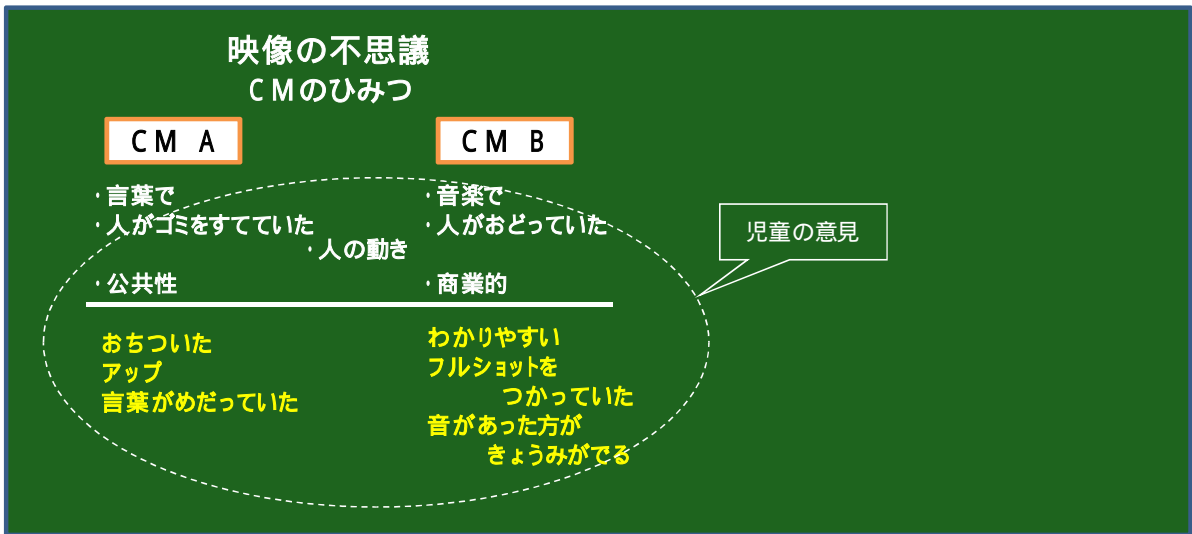 映像の不思議
CMのひみつ
CM A
・言葉で
・人がゴミをすてていた
・人の動き
・公共性
CM B
・音楽で
・人がおどっていた
・商業的
おちついた
アップ
言葉がめだっていた
わかりやすい
フルショットを
つかっていた
音があった方が
きょうみがでる
児童の意見